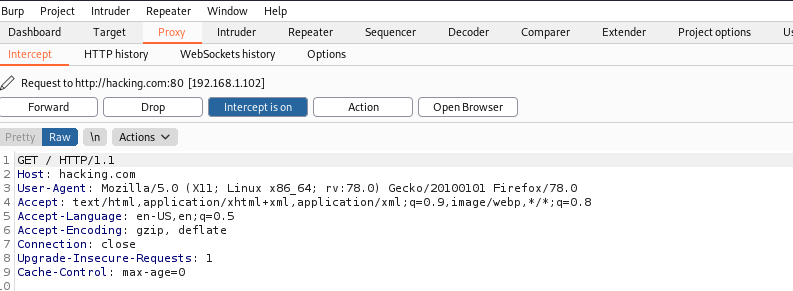 Burp Project Intruder Repeater Window Help
Dashboard Target Proxy Intruder Repeater Sequencer Decoder Comparer Extender Project options
Intercept HTTP history WebSockets history Options
Request to http://hacking.com:80 [192.168.1.102]
Forward Drop Intercept is on Action Open Browser
Pretty Raw \n Actions
1 GET / HTTP/1.1
2 Host: hacking.com
3 User-Agent: Mozilla/5.0 (X11; Linux x86_64; rv:78.0) Gecko/20100101 Firefox/78.0
4 Accept: text/html,application/xhtml+xml,application/xml;q=0.9,image/webp,*/*;q=0.8
5 Accept-Language: en-US,en;q=0.5
6 Accept-Encoding: gzip, deflate
7 Connection: close
8 Upgrade-Insecure-Requests: 1
9 Cache-Control: max-age=0
10